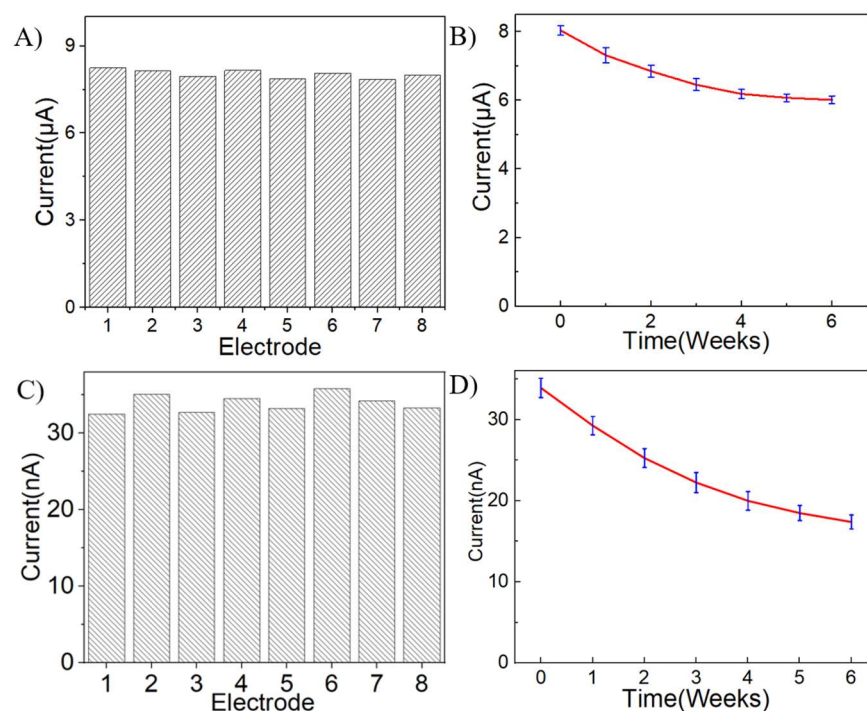 A)
Current(μA)
9
6
3
0
1 2 3 4 5 6 7 8
Electrode
B)
Current(μA)
8
6
4
2
0
0 2 4 6
Time(Weeks)
C)
Current(nA)
30
20
10
0
1 2 3 4 5 6 7 8
Electrode
D)
Current(nA)
30
20
10
0
0 1 2 3 4 5 6
Time(Weeks)